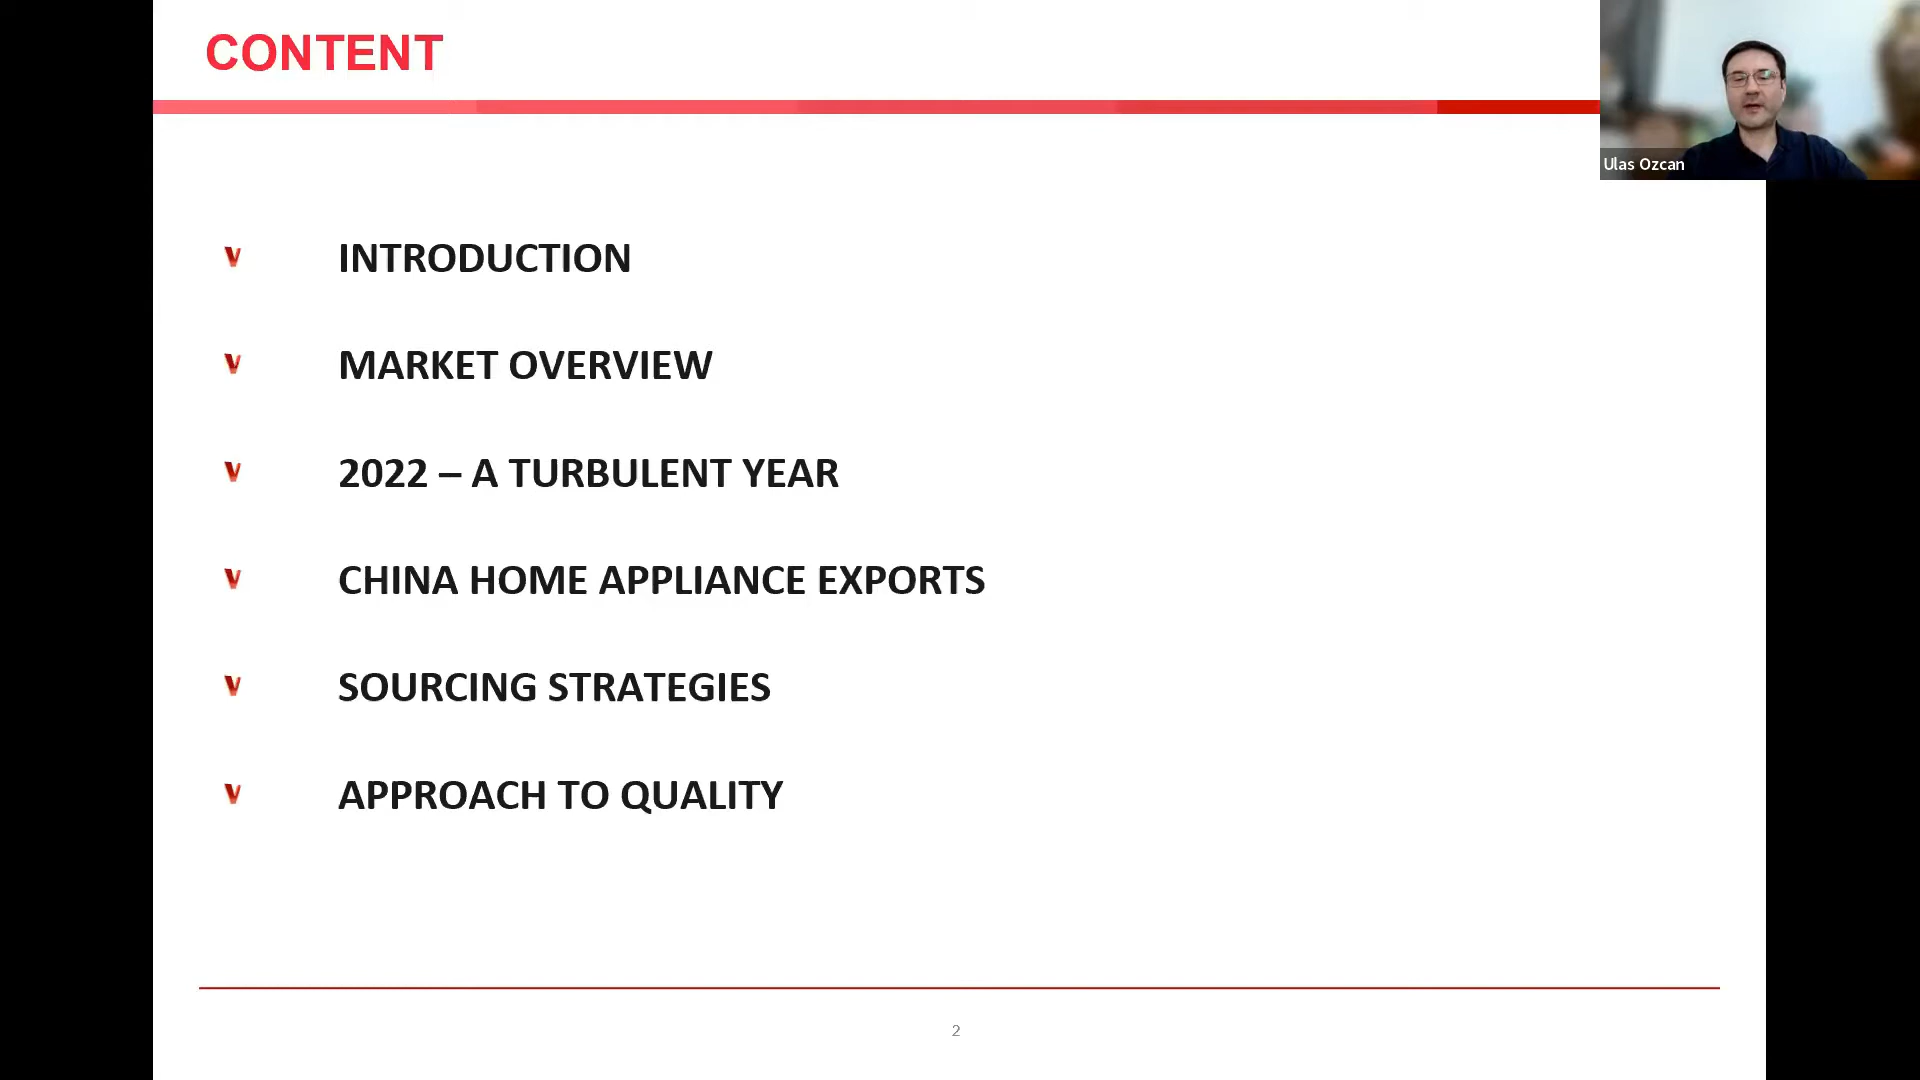 CONTENT
Ulas Ozcan
INTRODUCTION
MARKET OVERVIEW
2022 – A TURBULENT YEAR
CHINA HOME APPLIANCE EXPORTS
SOURCING STRATEGIES
APPROACH TO QUALITY
2